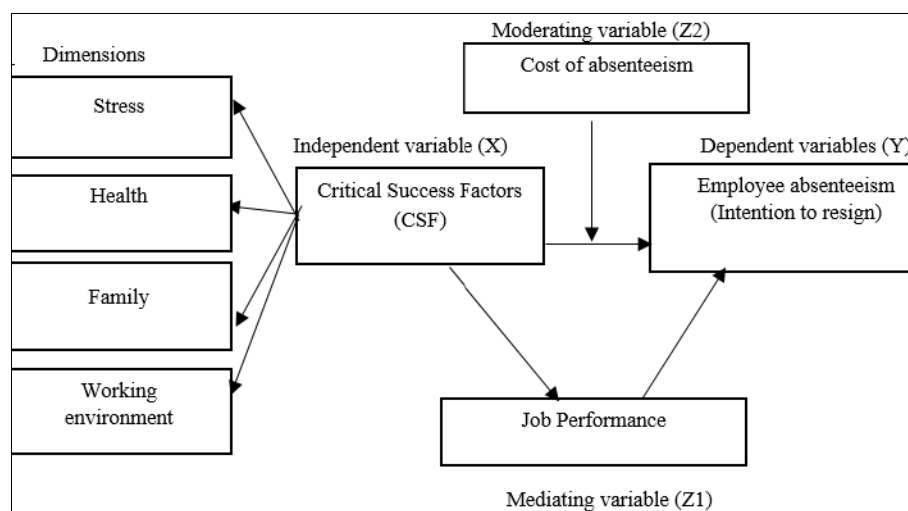 Moderating variable (Z2)
Dimensions
Cost of absenteeism
Stress
Independent variable (X)
Dependent variables (Y)
Critical Success Factors
(CSF)
Employee absenteeism
(Intention to resign)
Health
Family
Working
environment
Job Performance
Mediating variable (Z1)